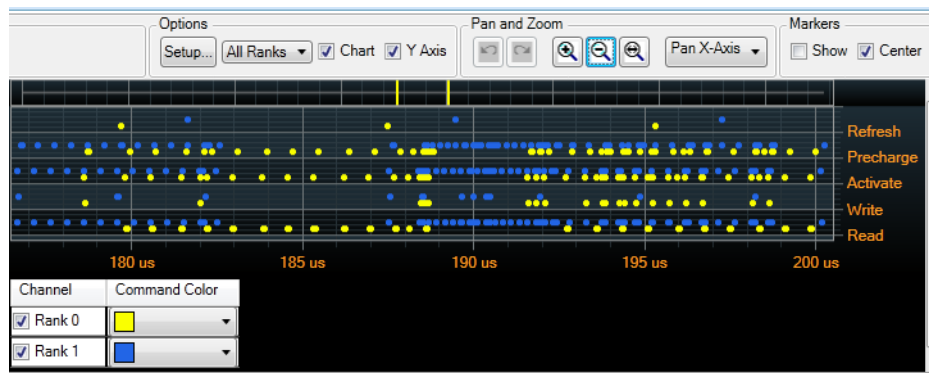 Options
Pan and Zoom
Markers
Setup...
All Ranks
Chart
Y Axis
Pan X-Axis
Show
Center
Refresh
Precharge
Activate
Write
Read
180 us
185 us
190 us
195 us
200 us
Channel
Command Color
Rank 0
Rank 1